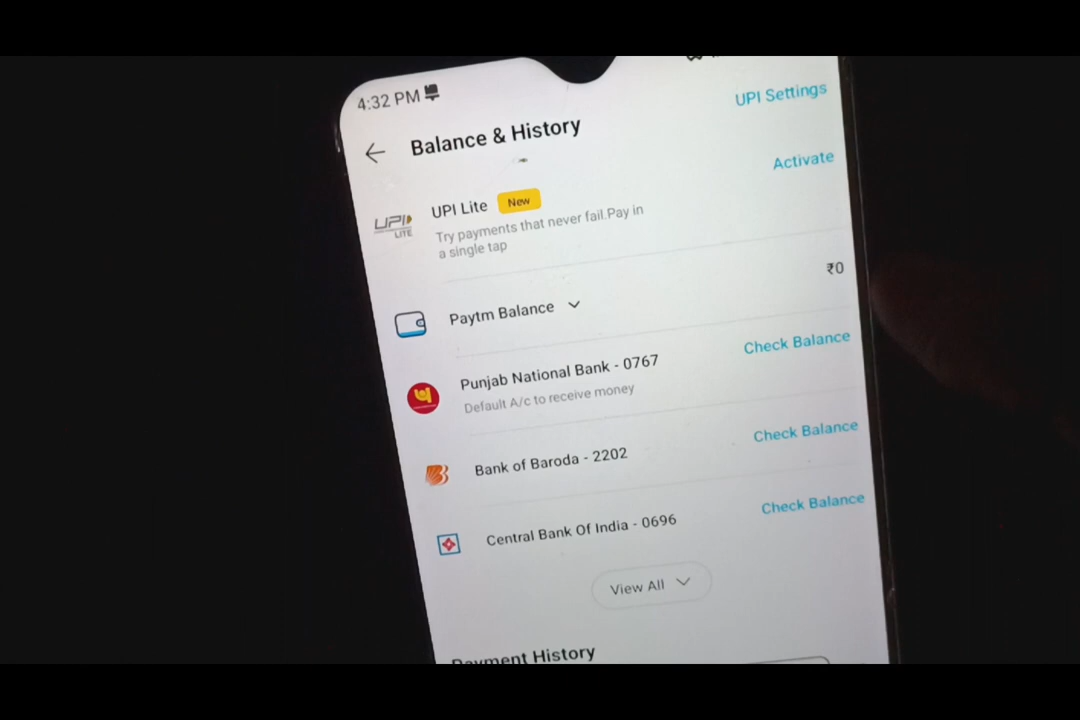 4:32 PM
UPI Settings
Balance & History
Activate
UPI Lite New
UPI LITE
Try payments that never fail.Pay in
a single tap
₹0
Paytm Balance
Check Balance
Punjab National Bank - 0767
Default A/c to receive money
Check Balance
Bank of Baroda - 2202
Check Balance
Central Bank Of India - 0696
View All
Payment History